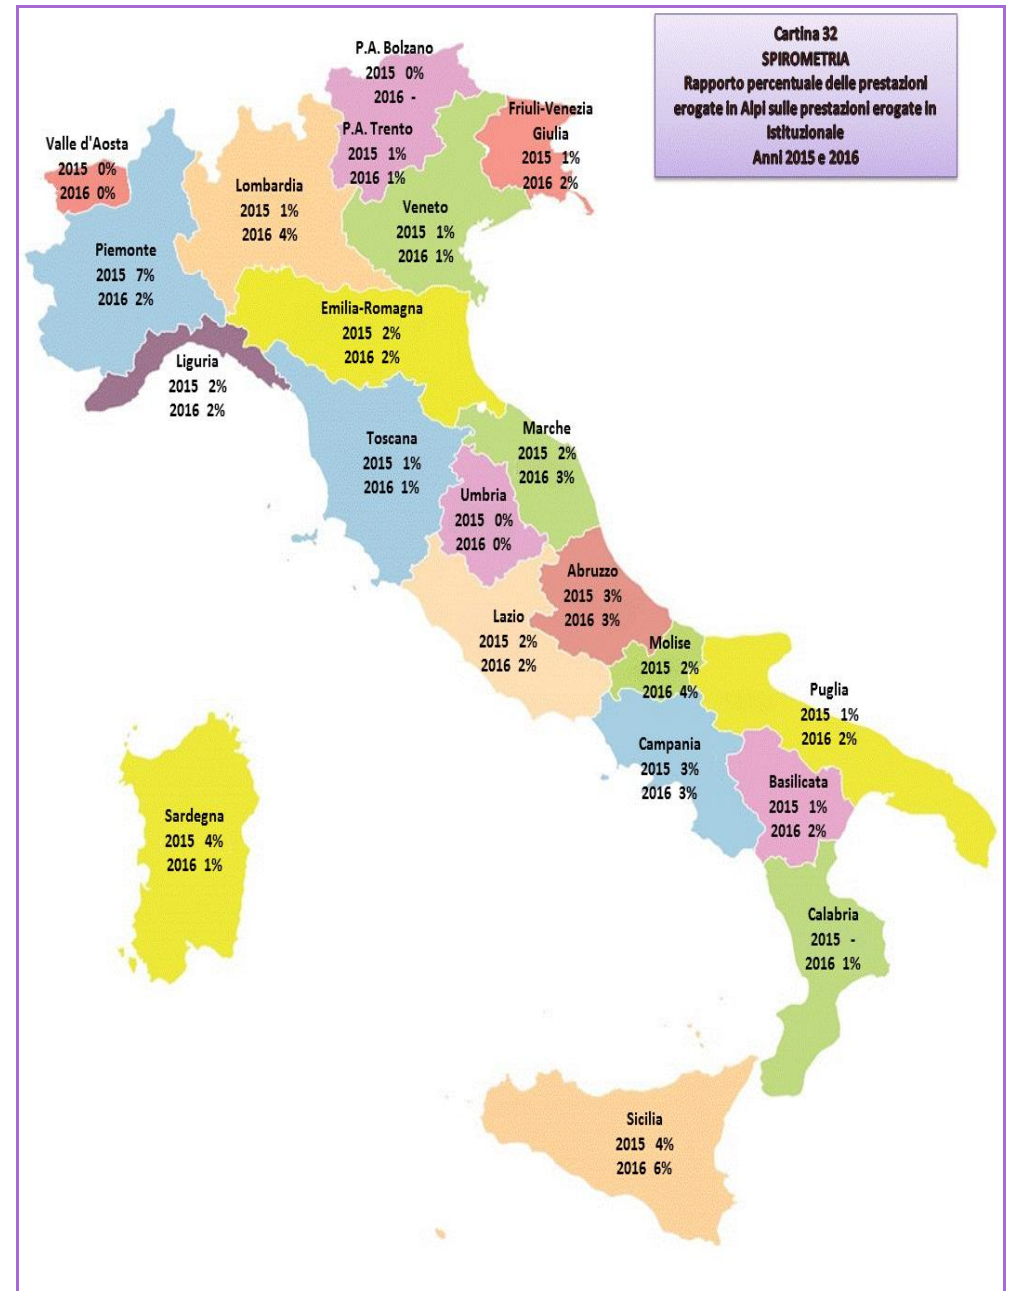 Cartina 32
SPIROMETRIA
Rapporto percentuale delle prestazioni
erogate in Alpi sulle prestazioni erogate in
Istituzionale
Anni 2015 e 2016
P.A. Bolzano
2015 0%
2016 -
P.A. Trento
2015 1%
2016 1%
Friuli-Venezia
Giulia
2015 1%
2016 2%
Valle d'Aosta
2015 0%
2016 0%
Lombardia
2015 1%
2016 4%
Veneto
2015 1%
2016 1%
Piemonte
2015 7%
2016 2%
Emilia-Romagna
2015 2%
2016 2%
Liguria
2015 2%
2016 2%
Toscana
2015 1%
2016 1%
Marche
2015 2%
2016 3%
Umbria
2015 0%
2016 0%
Abruzzo
2015 3%
2016 3%
Lazio
2015 2%
2016 2%
Molise
2015 2%
2016 4%
Puglia
2015 1%
2016 2%
Campania
2015 3%
2016 3%
Basilicata
2015 1%
2016 2%
Sardegna
2015 4%
2016 1%
Calabria
2015 -
2016 1%
Sicilia
2015 4%
2016 6%